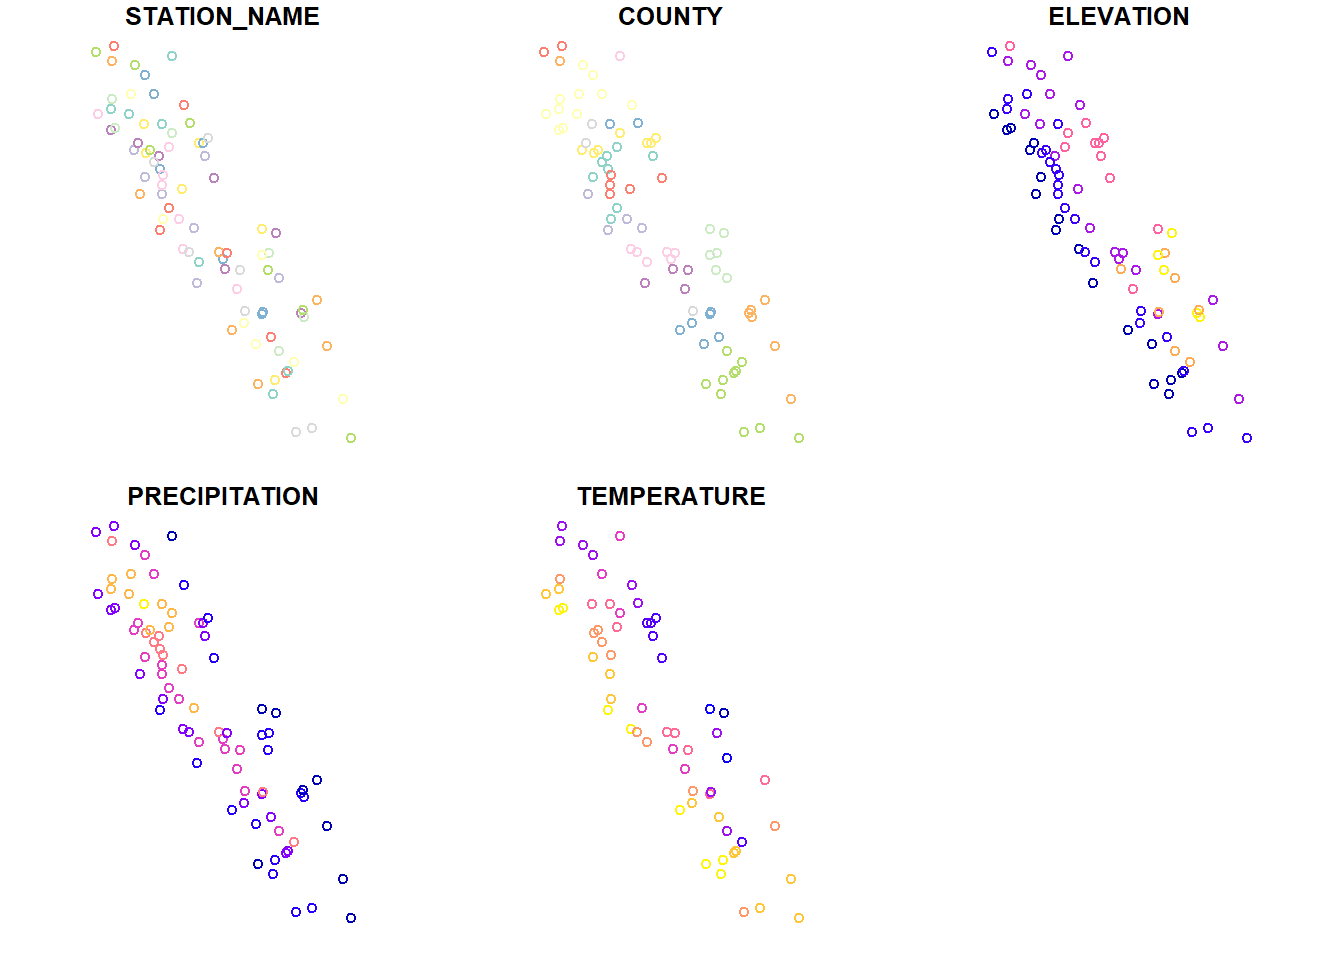 STATION_NAME
COUNTY
ELEVATION
PRECIPITATION
TEMPERATURE